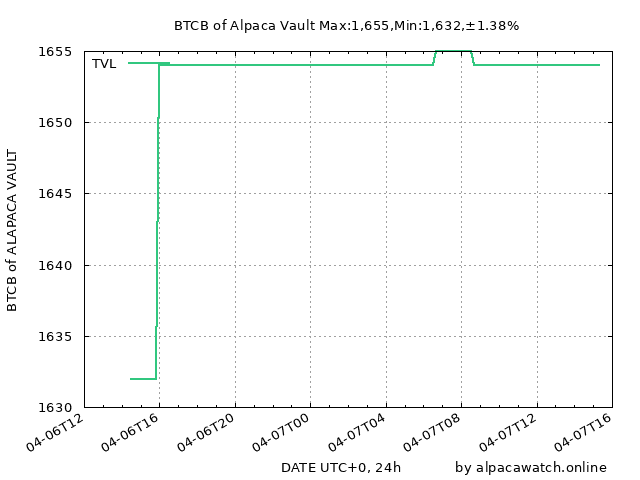 BTCB of Alpaca Vault Max:1,655,Min:1,632,±1.38%
1655
TVL
1650
1645
1640
1635
1630
BTCB of ALAPACA VAULT
04-06T12
04-06T16
04-06T20
04-07T00
04-07T04
04-07T08
04-07T12
04-07T16
DATE UTC+0, 24h
by alpacawatch.online